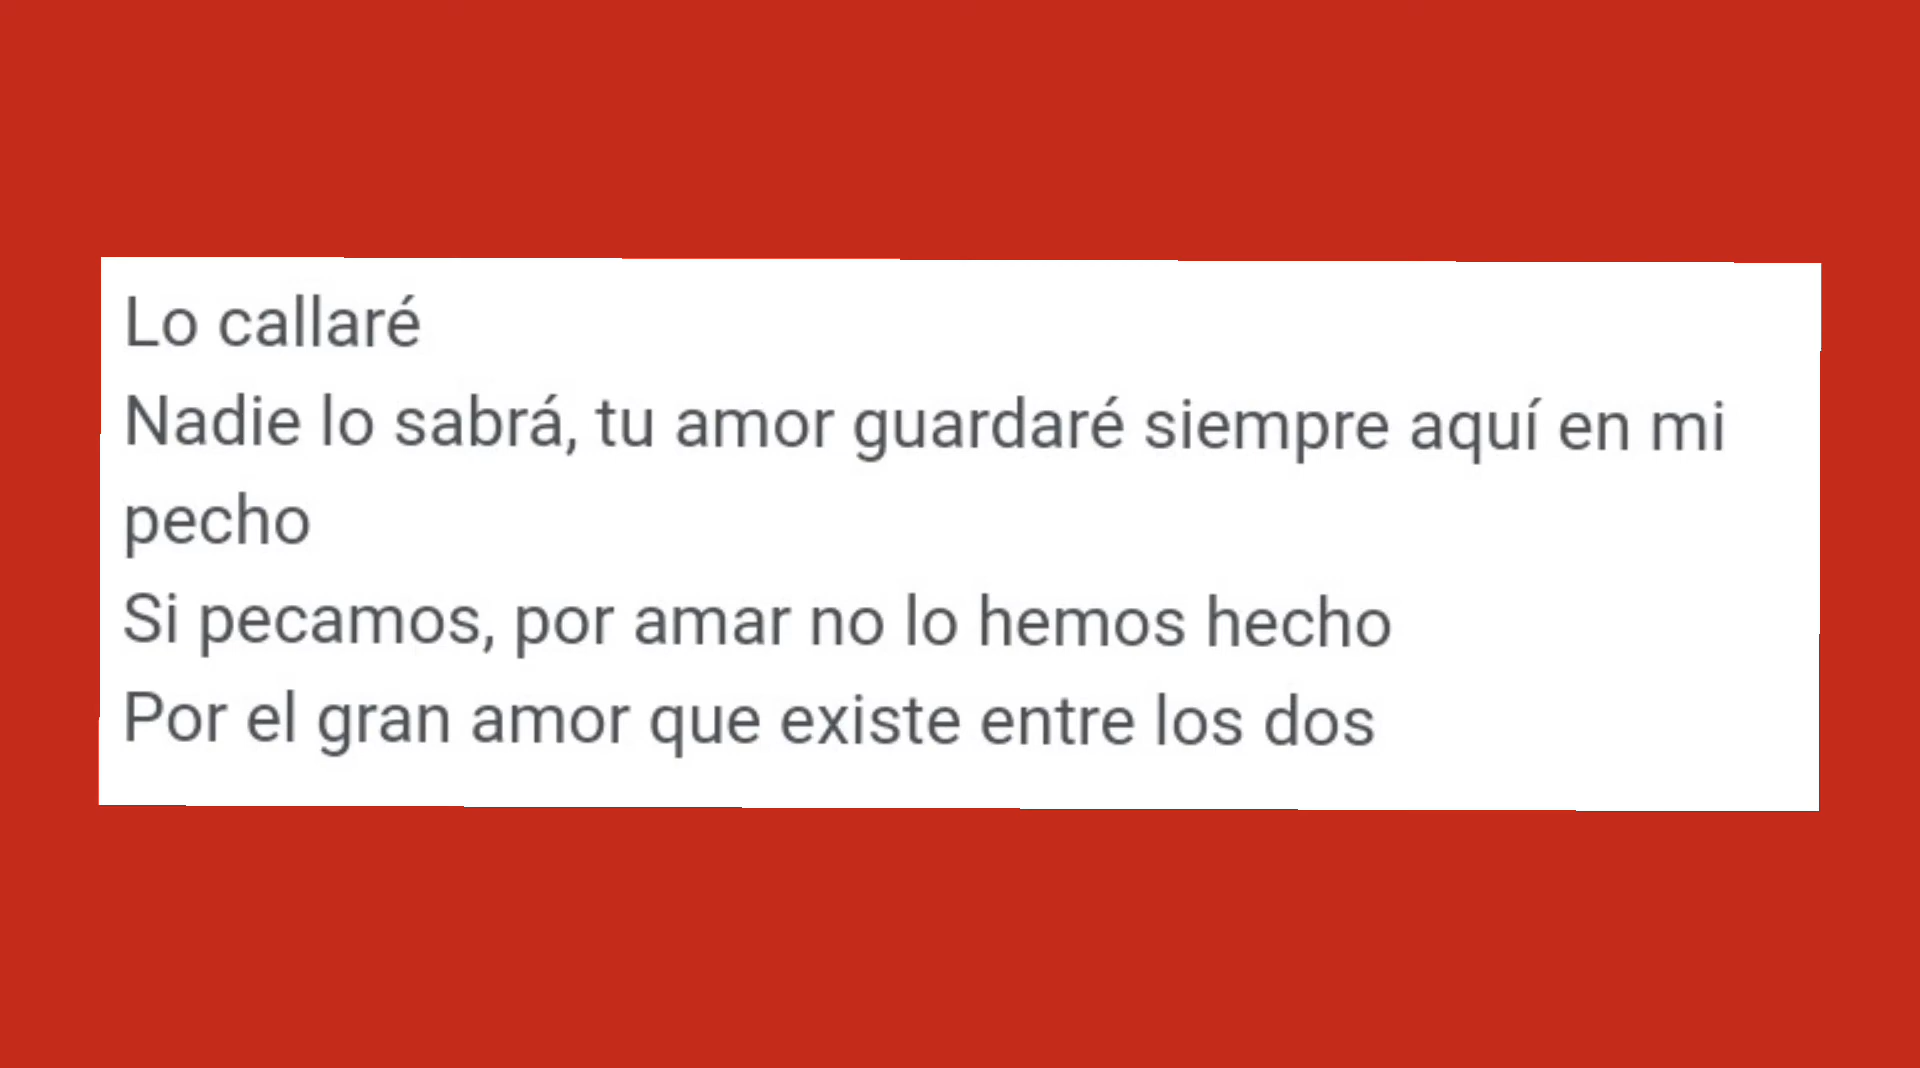 Lo callaré
Nadie lo sabrá, tu amor guardaré siempre aquí en mi
pecho
Si pecamos, por amar no lo hemos hecho
Por el gran amor que existe entre los dos